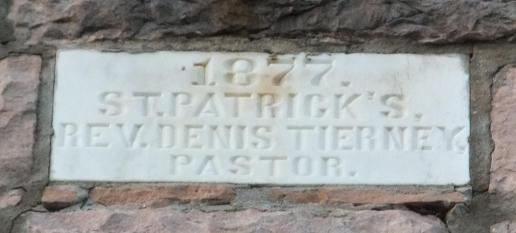 1877.
ST. PATRICK'S.
REV. DENIS TIERNEY.
PASTOR.